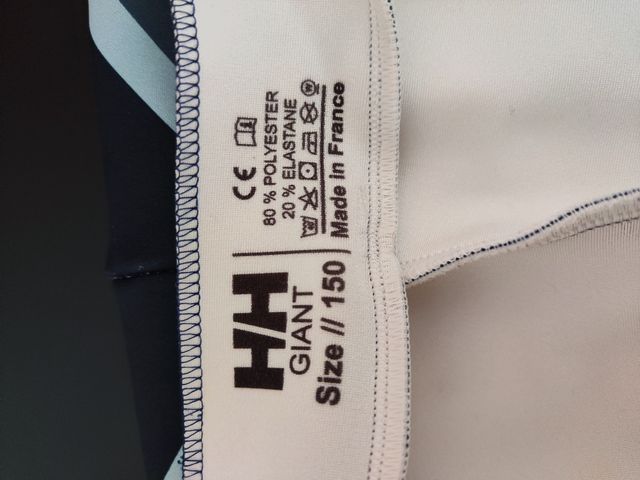 HH
GIANT
Size // 150
CE
80 % POLYESTER
20 % ELASTANE
Made in France